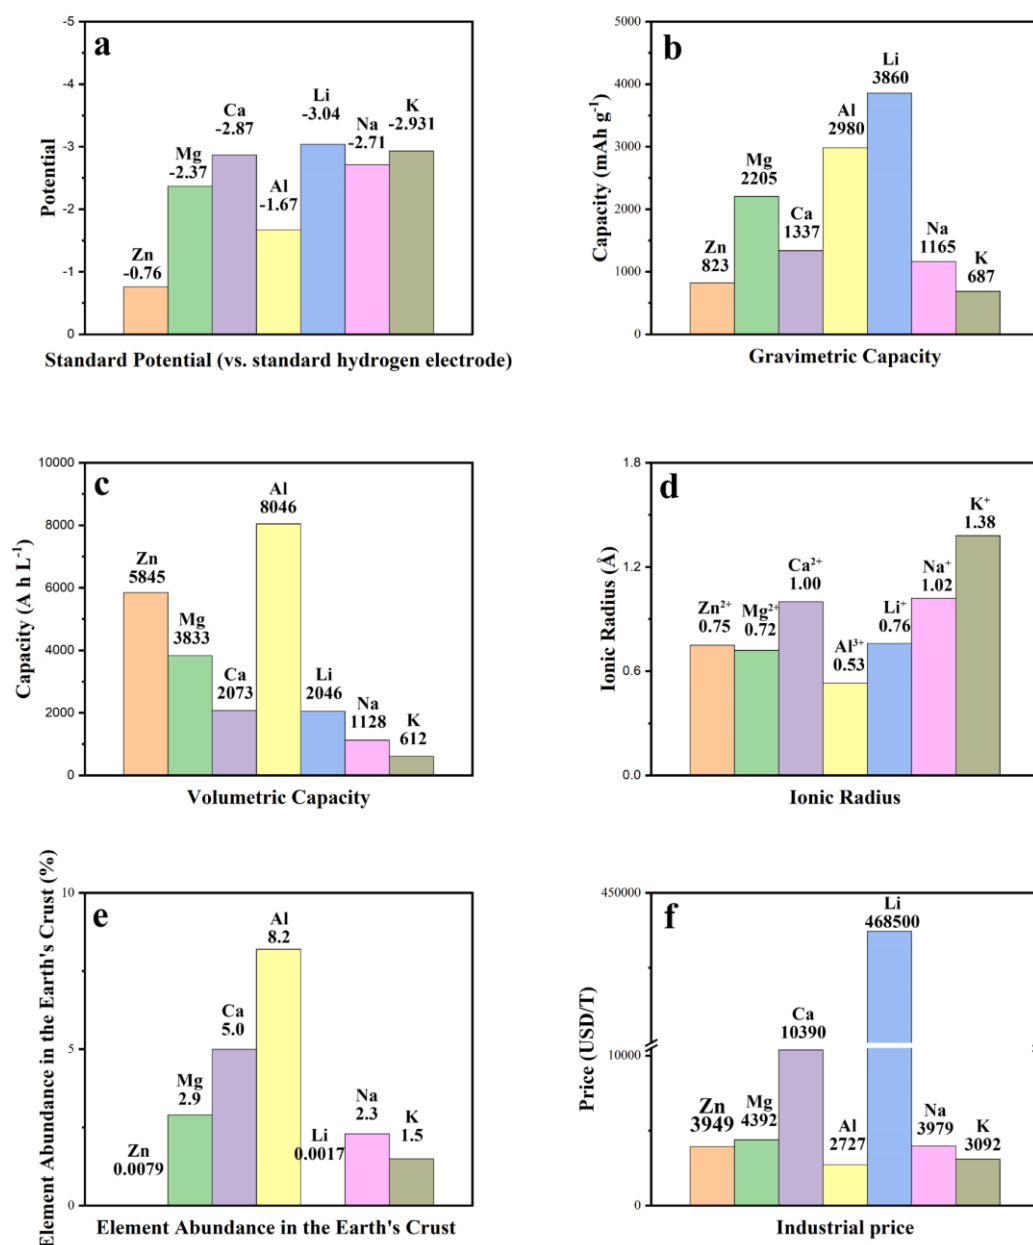 a
-5
-4
-3
-2
-1
0
Potential
Zn
-0.76
Mg
-2.37
Ca
-2.87
Al
-1.67
Li
-3.04
Na
-2.71
K
-2.931
Standard Potential (vs. standard hydrogen electrode)
b
5000
4000
3000
2000
1000
0
Capacity (mAh g⁻¹)
Zn
823
Mg
2205
Ca
1337
Al
2980
Li
3860
Na
1165
K
687
Gravimetric Capacity
c
10000
8000
6000
4000
2000
0
Capacity (A h L⁻¹)
Zn
5845
Mg
3833
Ca
2073
Al
8046
Li
2046
Na
1128
K
612
Volumetric Capacity
d
1.8
1.2
0.6
0.0
Ionic Radius (Å)
Zn²⁺
0.75
Mg²⁺
0.72
Ca²⁺
1.00
Al³⁺
0.53
Li⁺
0.76
Na⁺
1.02
K⁺
1.38
Ionic Radius
e
10
5
0
Element Abundance in the Earth's Crust (%)
Zn
0.0079
Mg
2.9
Ca
5.0
Al
8.2
Li
0.0017
Na
2.3
K
1.5
Element Abundance in the Earth's Crust
f
450000
10000
0
Price (USD/T)
Zn
3949
Mg
4392
Ca
10390
Al
2727
Li
468500
Na
3979
K
3092
Industrial price